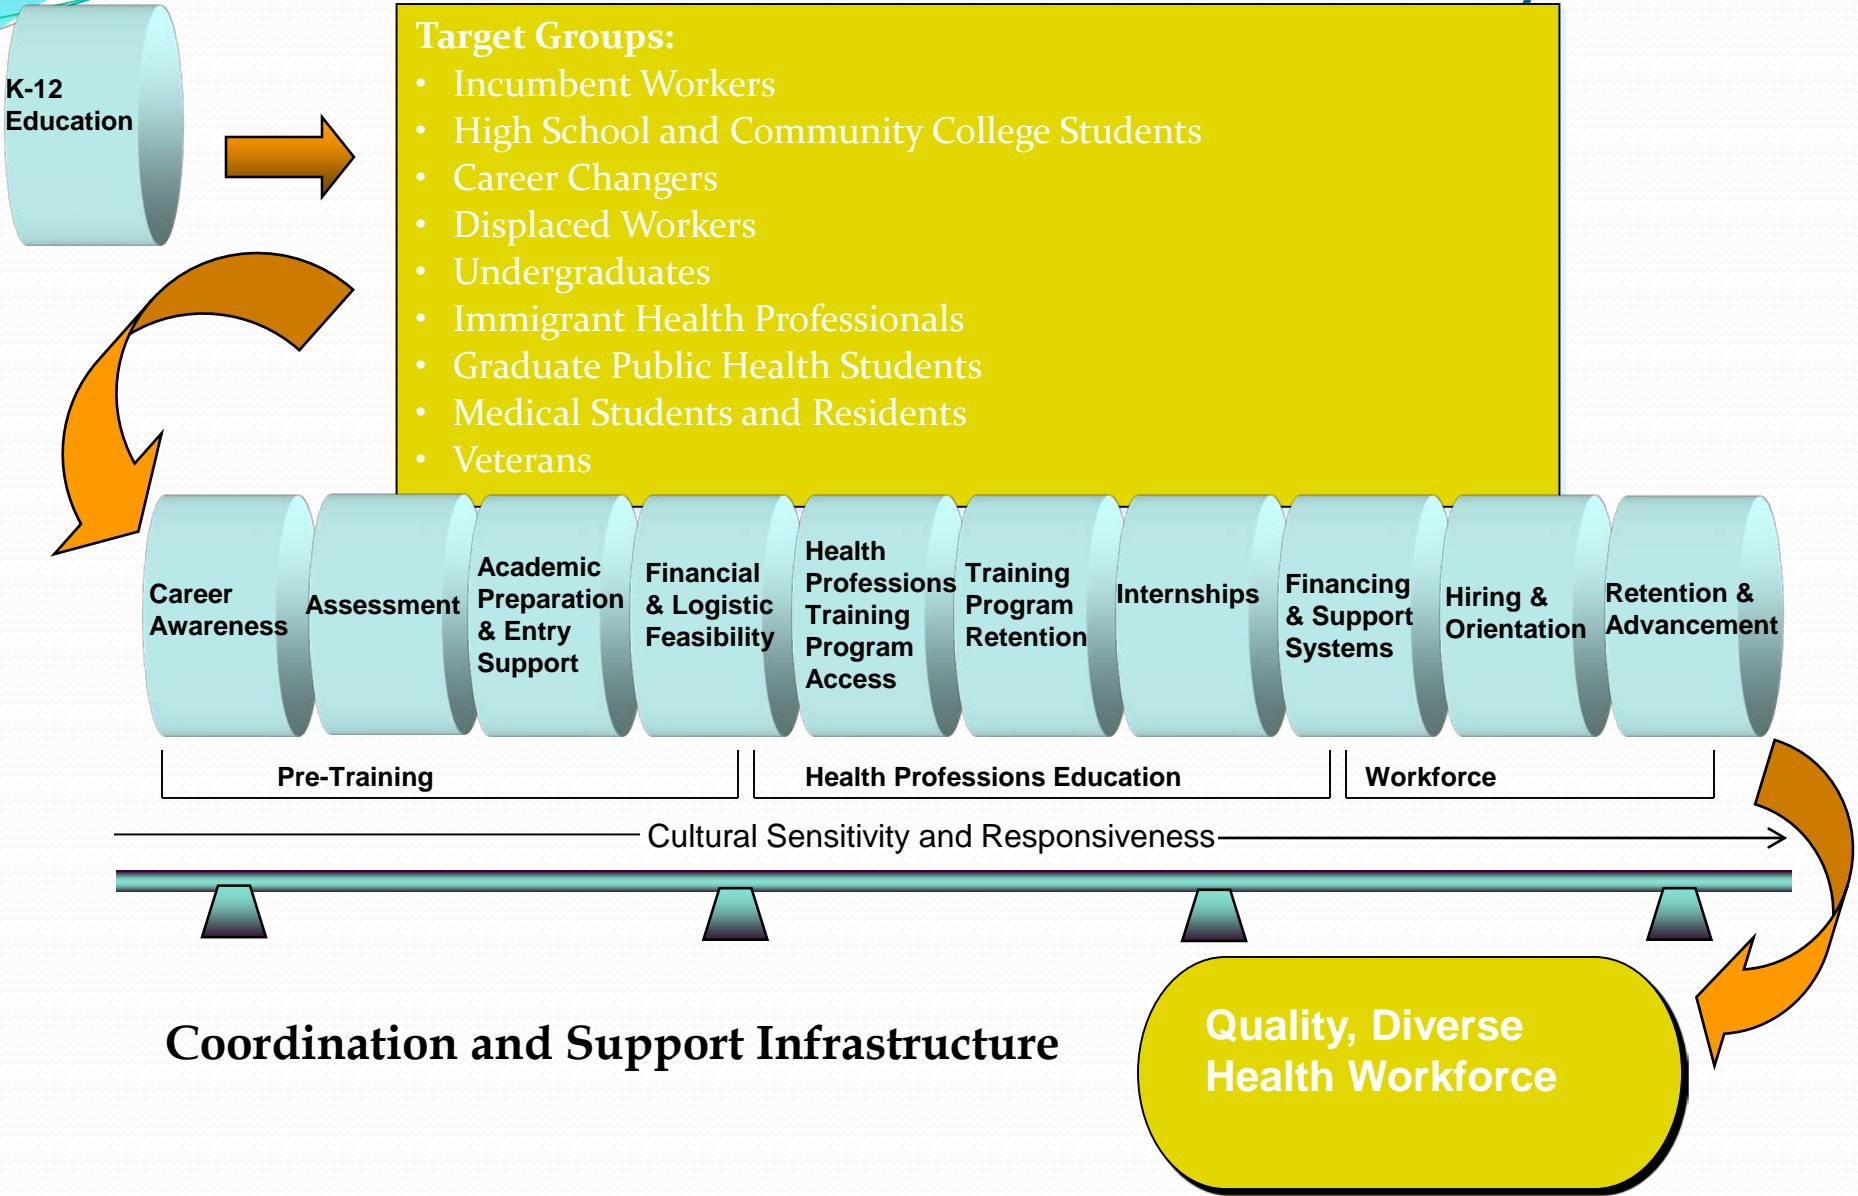 K-12
Education
Target Groups:
• Incumbent Workers
• High School and Community College Students
• Career Changers
• Displaced Workers
• Undergraduates
• Immigrant Health Professionals
• Graduate Public Health Students
• Medical Students and Residents
• Veterans
Career
Awareness
Assessment
Academic
Preparation
& Entry
Support
Financial
& Logistic
Feasibility
Health
Professions
Training
Program
Access
Training
Program
Retention
Internships
Financing
& Support
Systems
Hiring &
Orientation
Retention &
Advancement
Pre-Training
Health Professions Education
Workforce
Cultural Sensitivity and Responsiveness
Coordination and Support Infrastructure
Quality, Diverse
Health Workforce